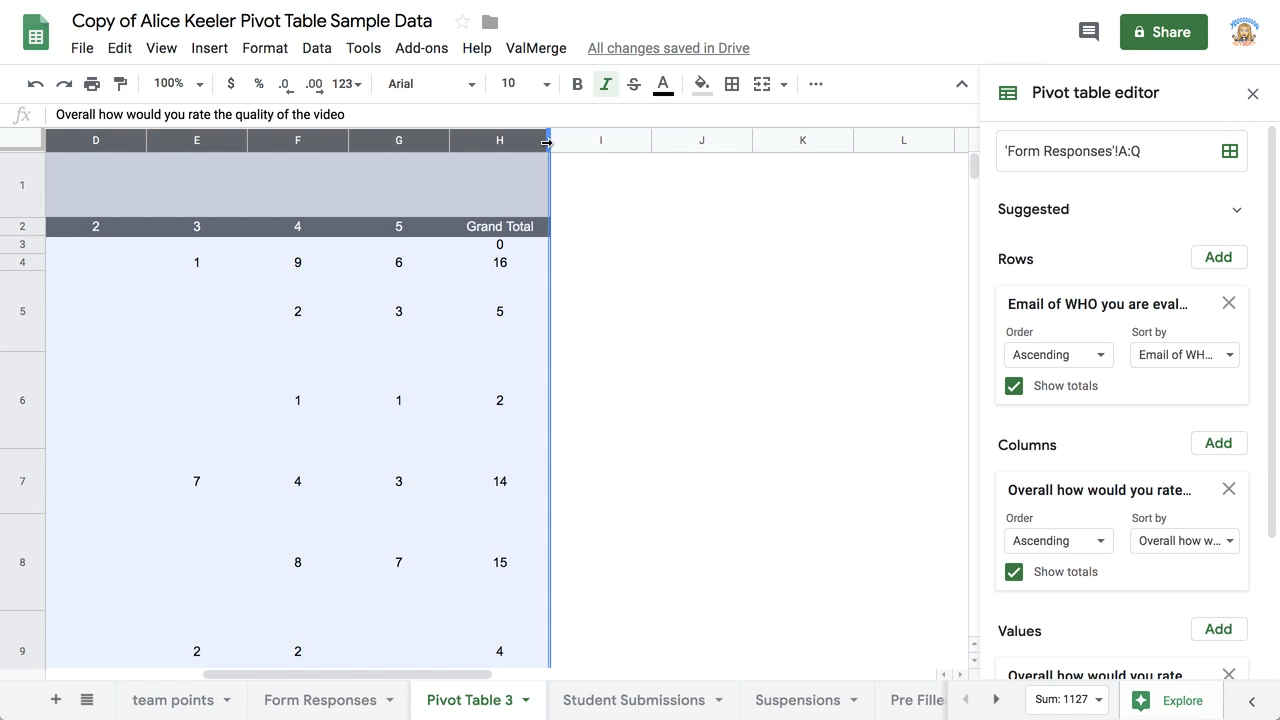 Copy of Alice Keeler Pivot Table Sample Data
File Edit View Insert Format Data Tools Add-ons Help ValMerge All changes saved in Drive
Share
100% $ % .0 .00 123 Arial 10 B I S A
fx Overall how would you rate the quality of the video
D E F G H I J K L
1
2 2 3 4 5 Grand Total
3 0
4 1 9 6 16
5 2 3 5
6 1 1 2
7 7 4 3 14
8 8 7 15
9 2 2 4
Pivot table editor
'Form Responses'!A:Q
Suggested
Rows Add
Email of WHO you are eval...
Order Sort by
Ascending Email of WH...
Show totals
Columns Add
Overall how would you rate...
Order Sort by
Ascending Overall how w...
Show totals
Values Add
Overall how would you rate
team points Form Responses Pivot Table 3 Student Submissions Suspensions Pre Fille Sum: 1127 Explore